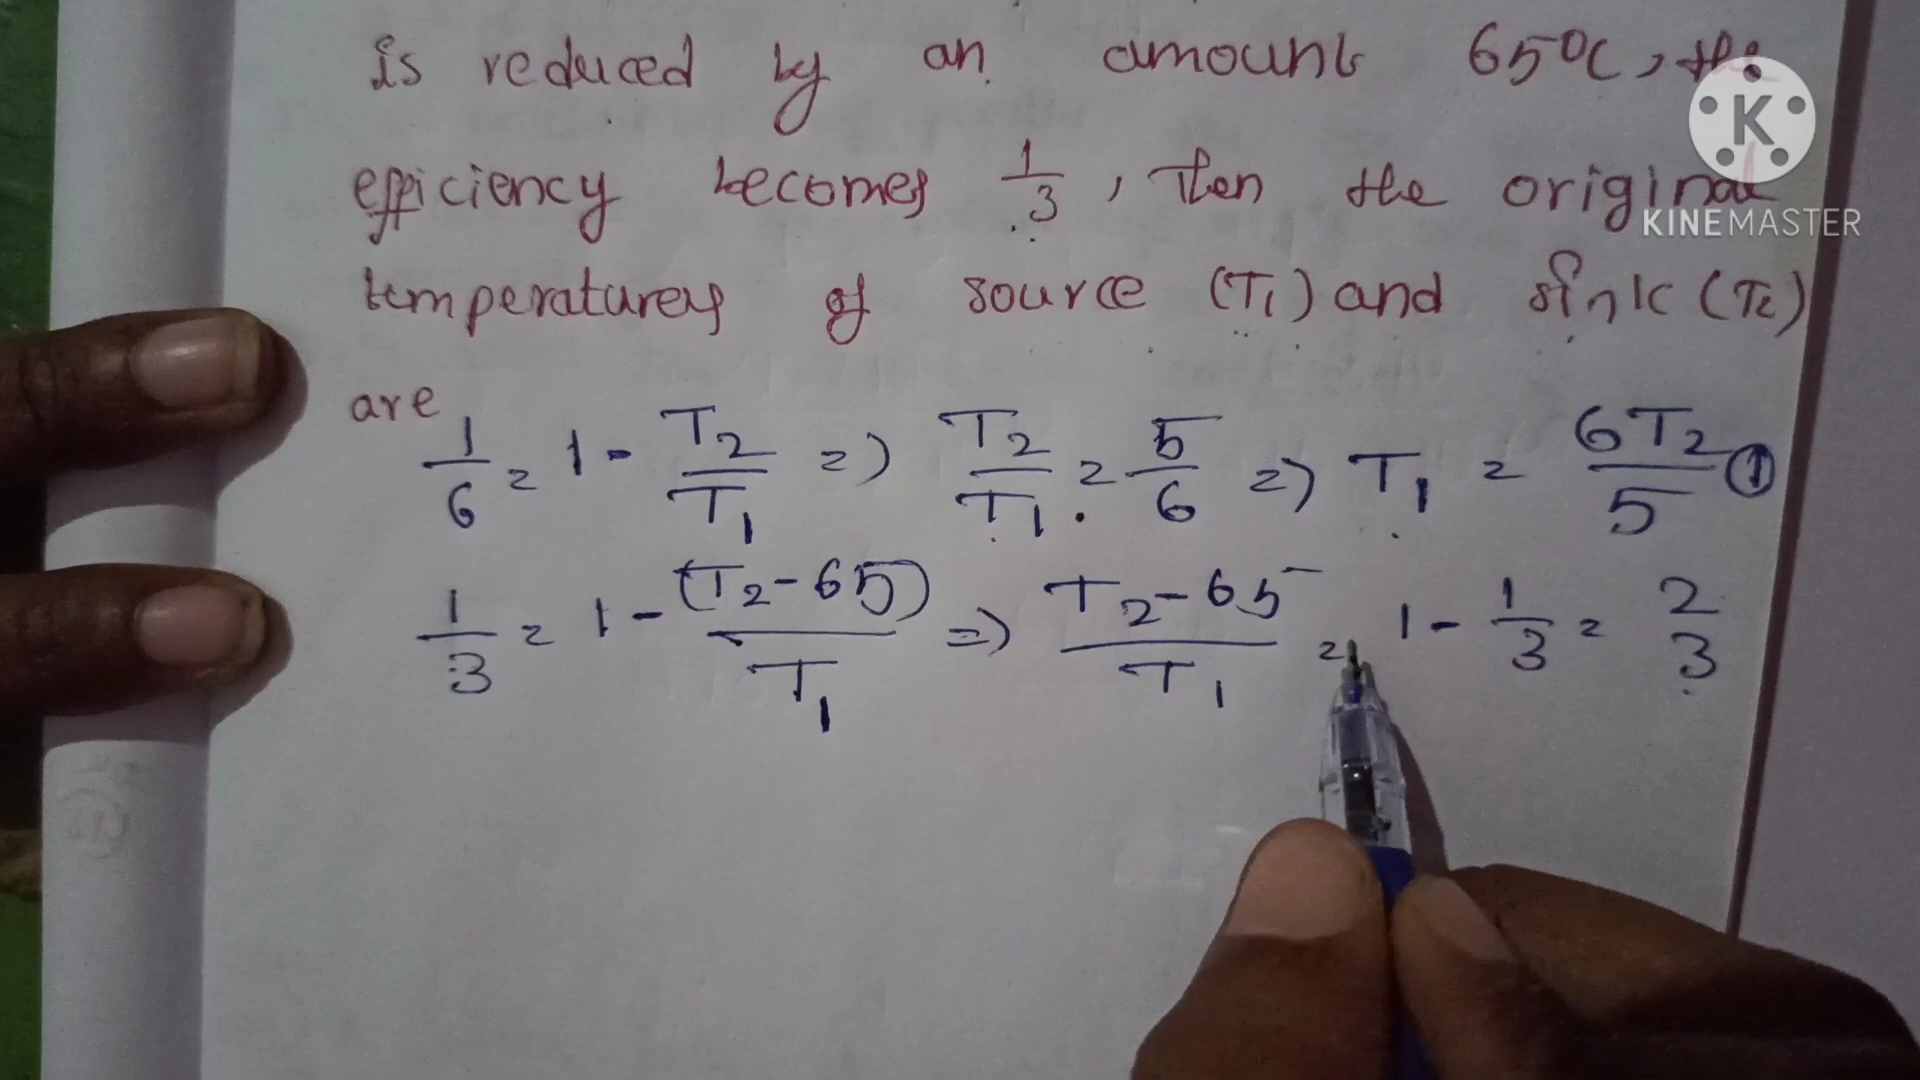 is reduced by an amount 65°C, the
efficiency becomes 1/3, Then the original
temperatures of source (T1) and sink (T2)
are
1/6 = 1 - T2/T1 => T2/T1 = 5/6 => T1 = 6T2/5 ①
1/3 = 1 - (T2-65)/T1 => T2-65/T1 = 1 - 1/3 = 2/3
K
KINEMASTER